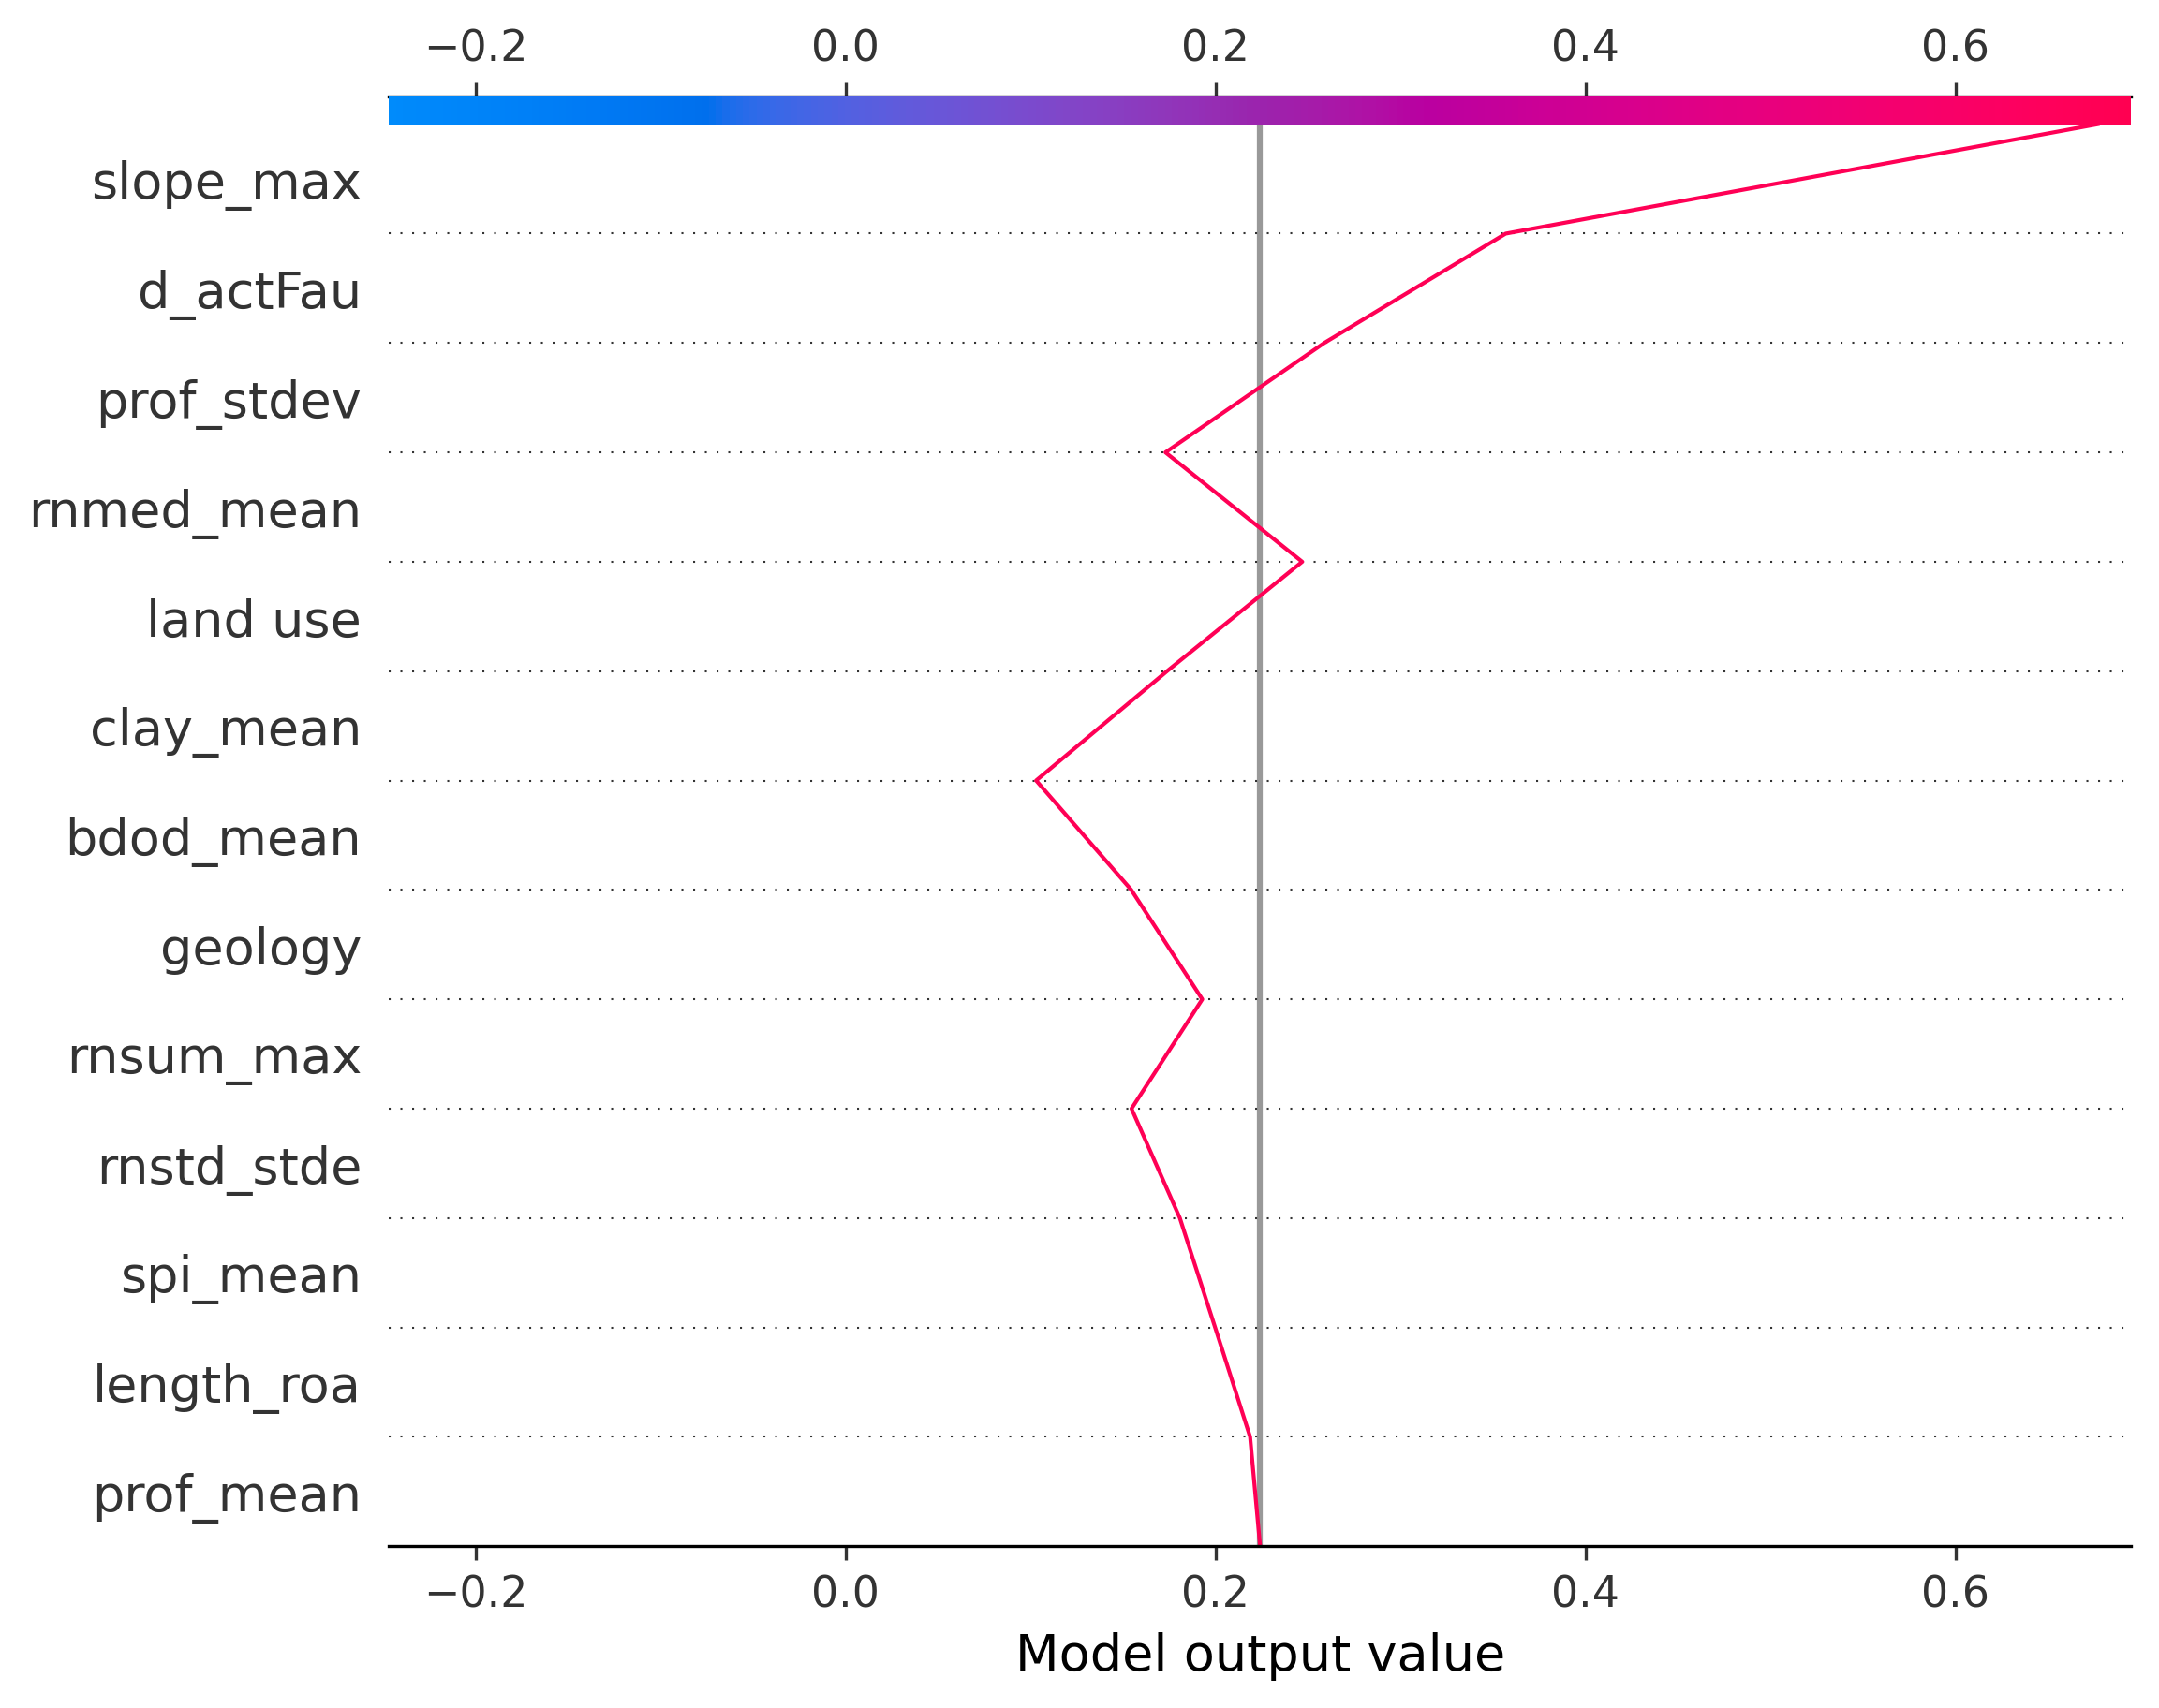 −0.2 0.0 0.2 0.4 0.6
slope_max
d_actFau
prof_stdev
rnmed_mean
land use
clay_mean
bdod_mean
geology
rnsum_max
rnstd_stde
spi_mean
length_roa
prof_mean
−0.2 0.0 0.2 0.4 0.6
Model output value